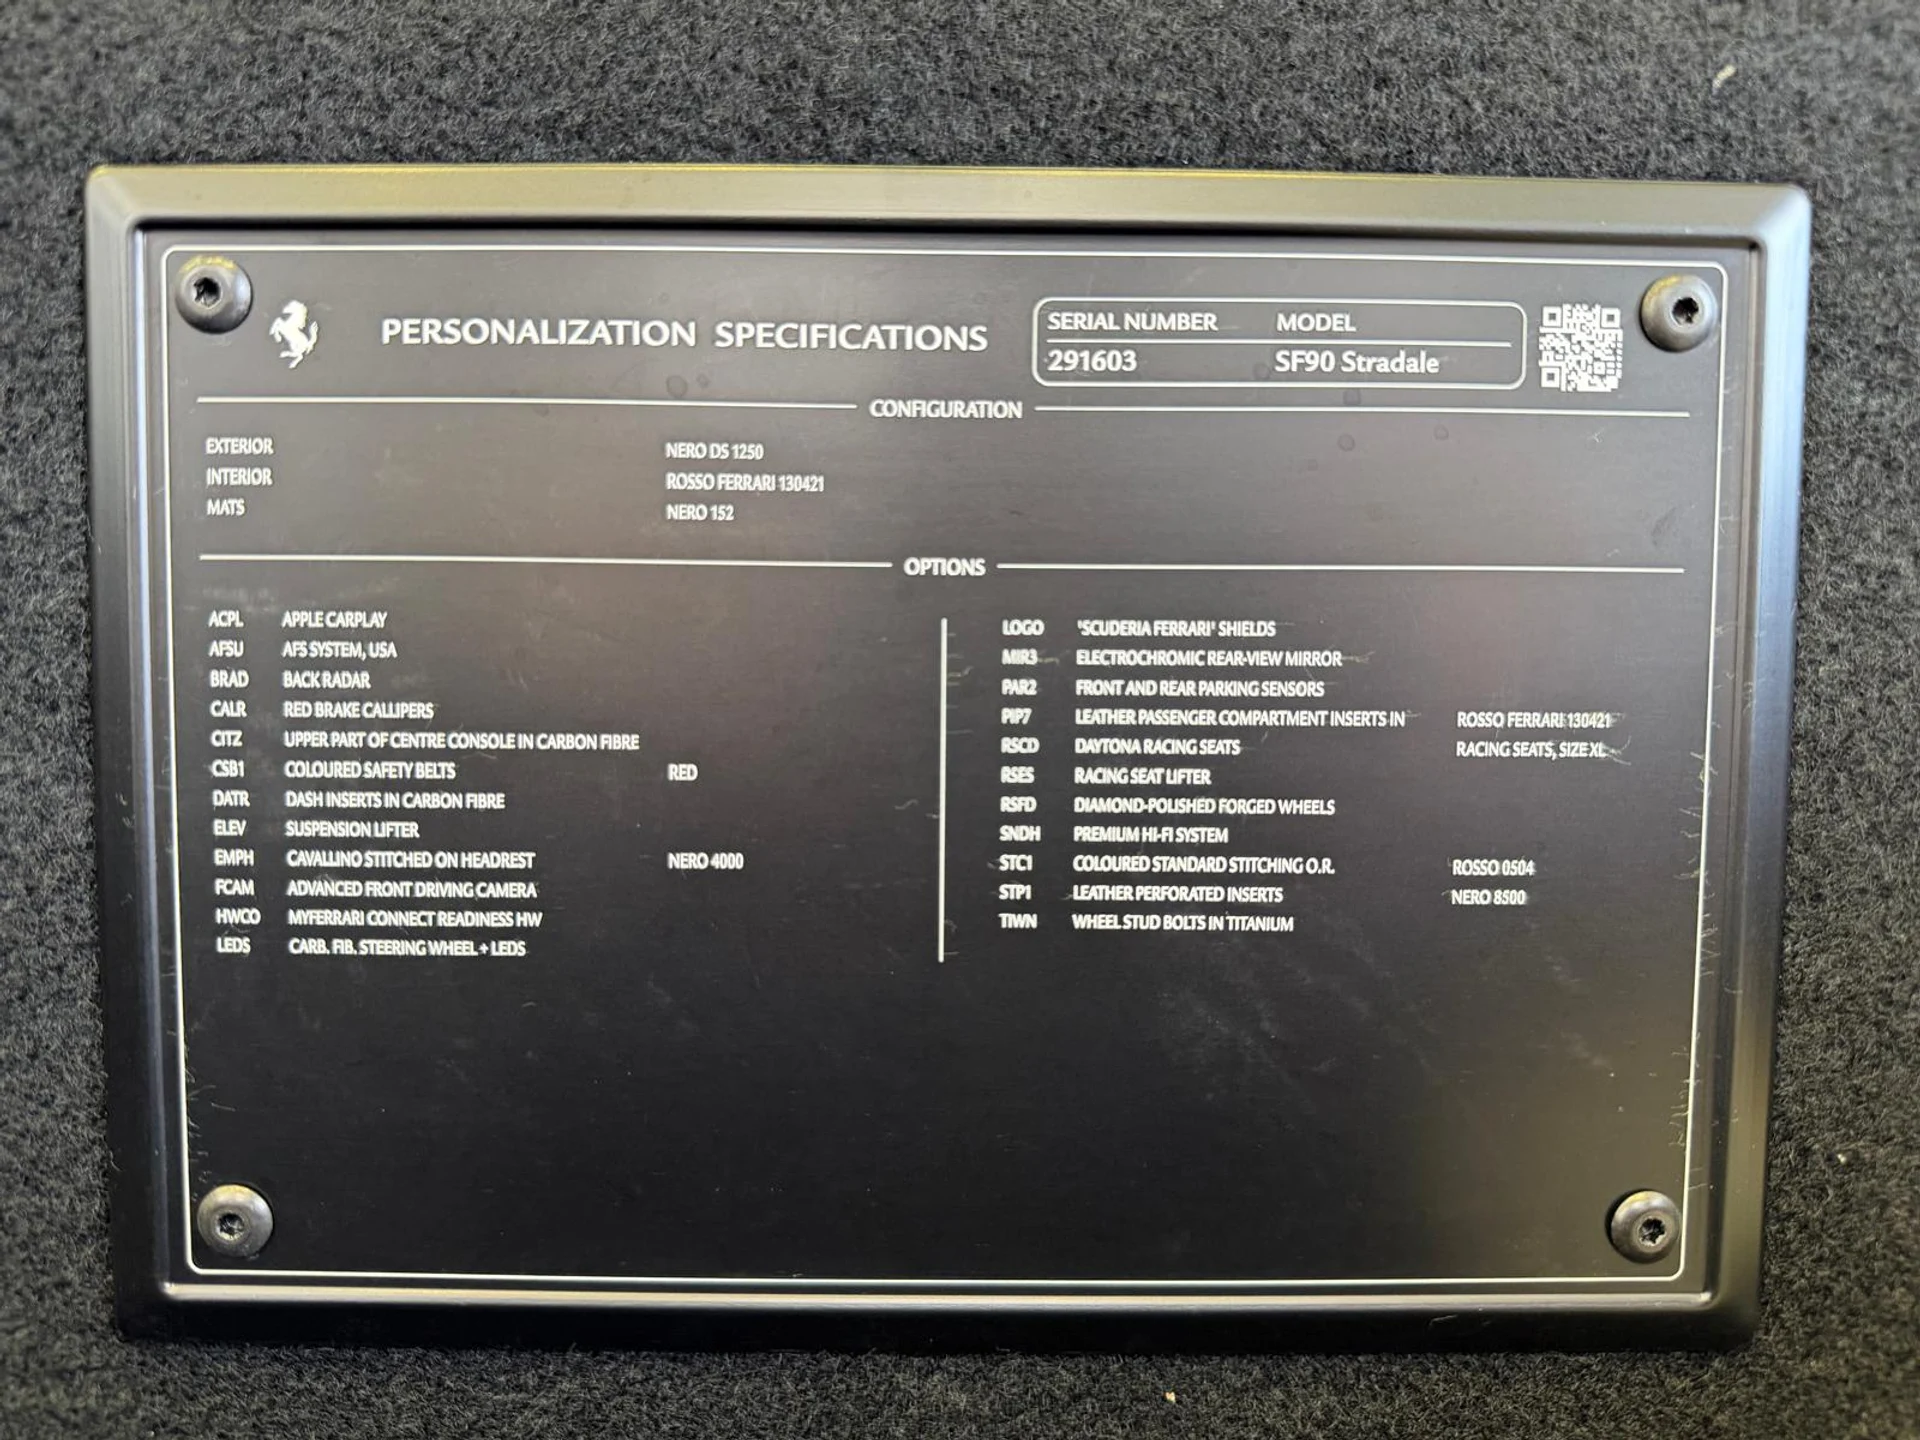 PERSONALIZATION SPECIFICATIONS
SERIAL NUMBER MODEL
291603 SF90 Stradale
CONFIGURATION
EXTERIOR NERO DS 1250
INTERIOR ROSSO FERRARI 130421
MATS NERO 152
OPTIONS
ACPL APPLE CARPLAY
AFSU AFS SYSTEM, USA
BRAD BACK RADAR
CALR RED BRAKE CALLIPERS
CITZ UPPER PART OF CENTRE CONSOLE IN CARBON FIBRE
CSB1 COLOURED SAFETY BELTS RED
DATR DASH INSERTS IN CARBON FIBRE
ELEV SUSPENSION LIFTER
EMPH CAVALLINO STITCHED ON HEADREST NERO 4000
FCAM ADVANCED FRONT DRIVING CAMERA
HWCO MYFERRARI CONNECT READINESS HW
LEDS CARB. FIB. STEERING WHEEL + LEDS
LOGO "SCUDERIA FERRARI" SHIELDS
MIR3 ELECTROCHROMIC REAR-VIEW MIRROR
PAR2 FRONT AND REAR PARKING SENSORS
PIP7 LEATHER PASSENGER COMPARTMENT INSERTS IN ROSSO FERRARI 130421
RSCD DAYTONA RACING SEATS RACING SEATS, SIZE XL
RSES RACING SEAT LIFTER
RSFD DIAMOND-POLISHED FORGED WHEELS
SNDH PREMIUM HI-FI SYSTEM
STC1 COLOURED STANDARD STITCHING O.R. ROSSO 0504
STP1 LEATHER PERFORATED INSERTS NERO 8500
TIWN WHEEL STUD BOLTS IN TITANIUM